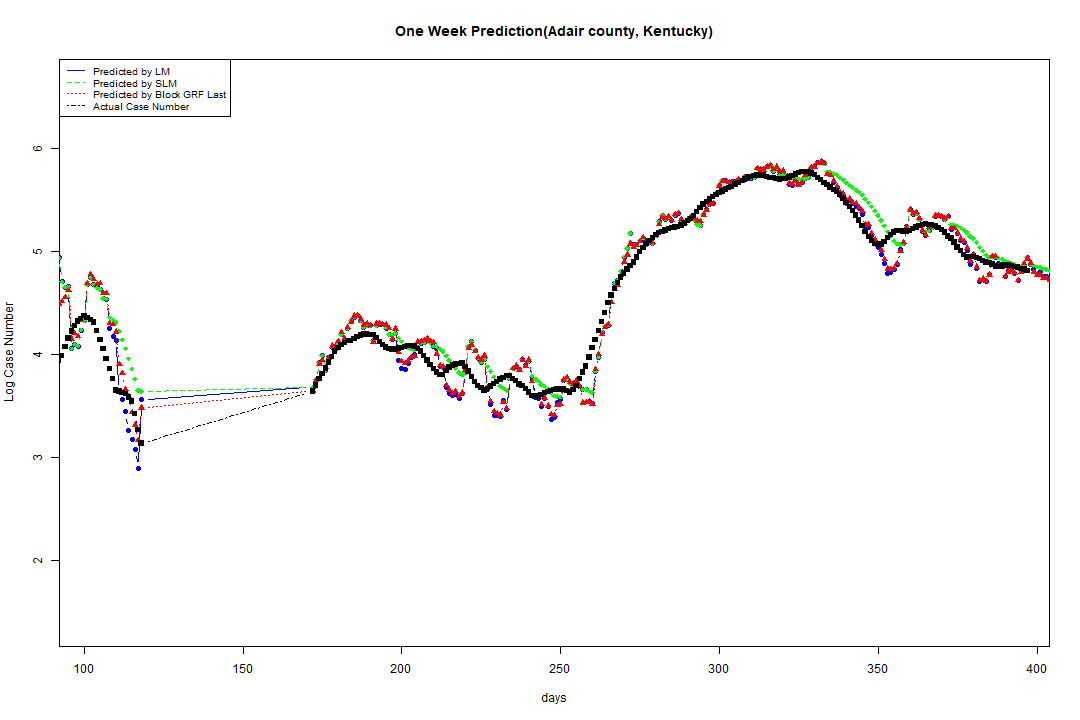 One Week Prediction(Adair county, Kentucky)
Predicted by LM
Predicted by SLM
Predicted by Block GRF Last
Actual Case Number
Log Case Number
6
5
4
3
2
100 150 200 250 300 350 400
days